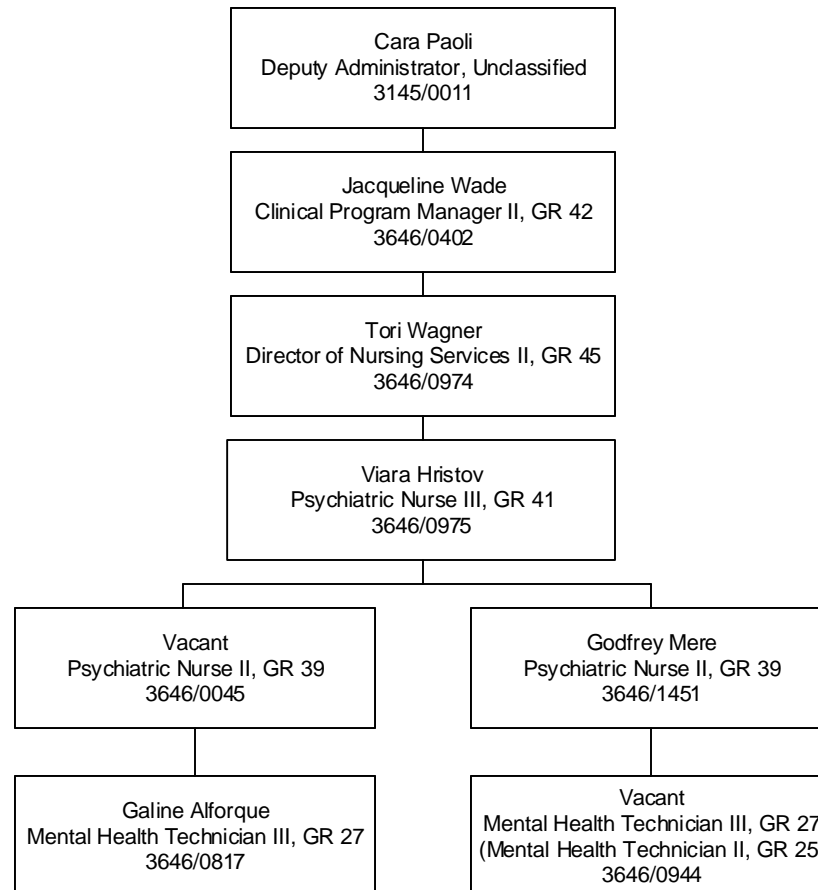 Cara Paoli
Deputy Administrator, Unclassified
3145/0011
Jacqueline Wade
Clinical Program Manager II, GR 42
3646/0402
Tori Wagner
Director of Nursing Services II, GR 45
3646/0974
Viara Hristov
Psychiatric Nurse III, GR 41
3646/0975
Vacant
Psychiatric Nurse II, GR 39
3646/0045
Godfrey Mere
Psychiatric Nurse II, GR 39
3646/1451
Galine Alforque
Mental Health Technician III, GR 27
3646/0817
Vacant
Mental Health Technician III, GR 27
(Mental Health Technician II, GR 25
3646/0944